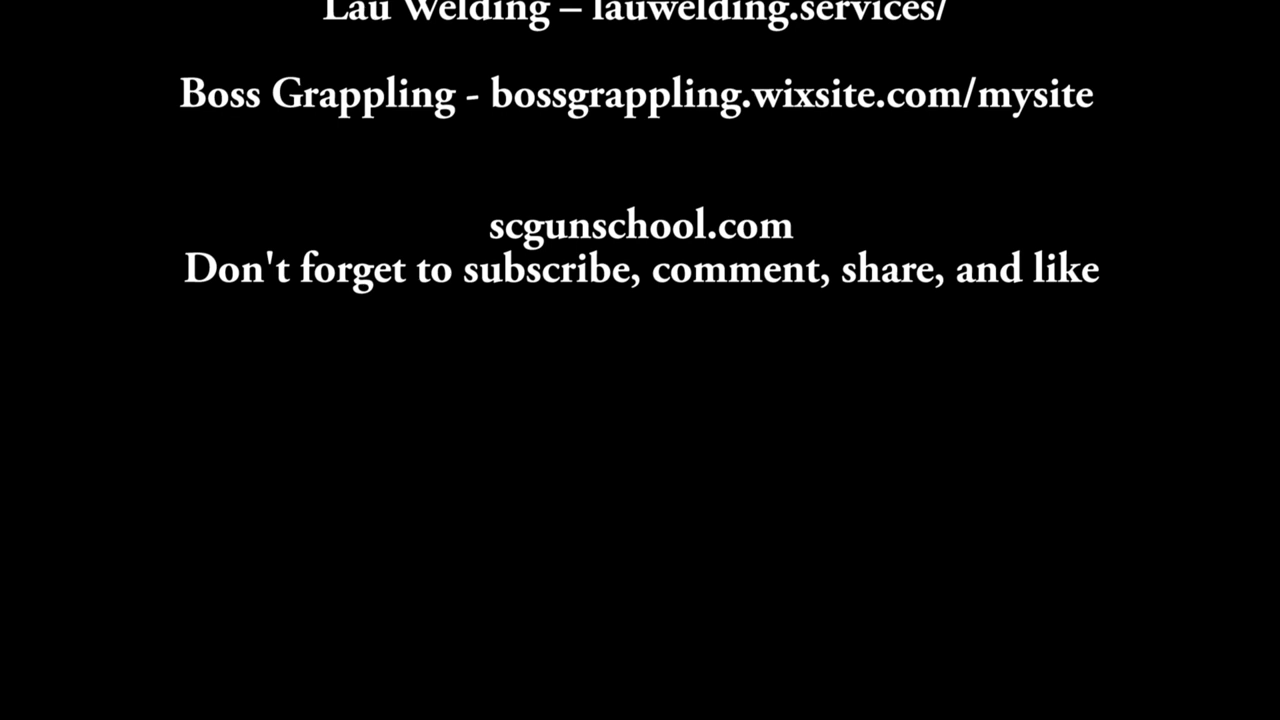 Lau Welding – lauwelding.services/
Boss Grappling - bossgrappling.wixsite.com/mysite
scgunschool.com
Don't forget to subscribe, comment, share, and like